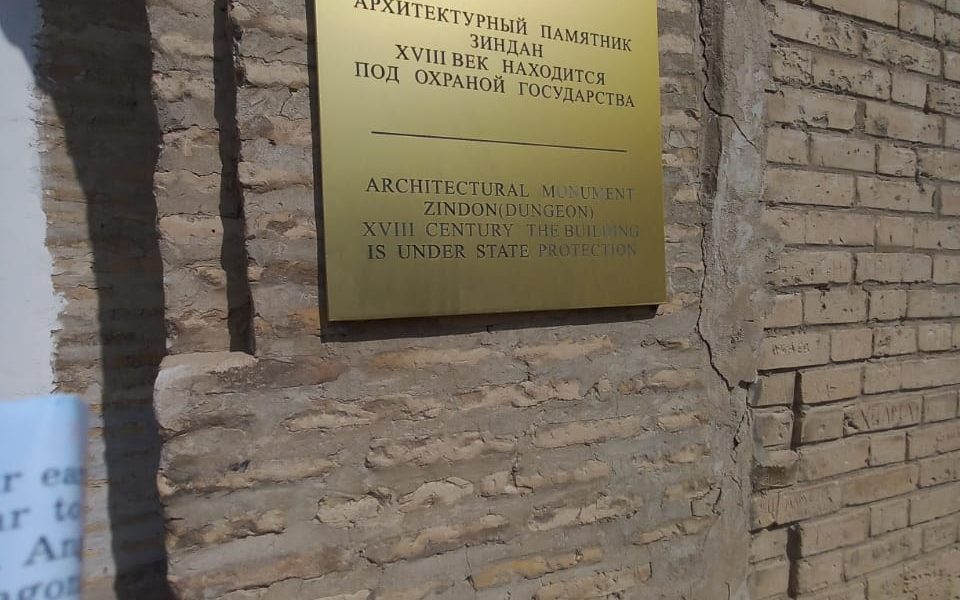 АРХИТЕКТУРНЫЙ ПАМЯТНИК
ЗИНДАН
XVIII ВЕК НАХОДИТСЯ
ПОД ОХРАНОЙ ГОСУДАРСТВА
ARCHITECTURAL MONUMENT
ZINDON(DUNGEON)
XVIII CENTURY THE BUILDING
IS UNDER STATE PROTECTION
An